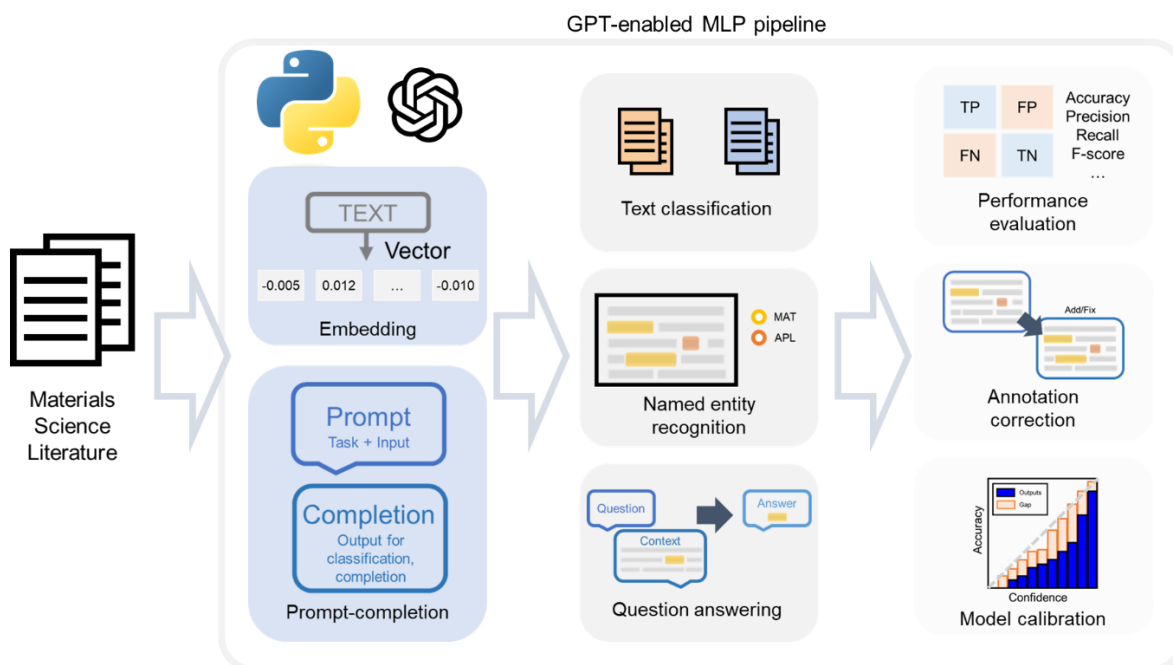 GPT-enabled MLP pipeline
Materials
Science
Literature
TEXT
Vector
-0.005
0.012
...
-0.010
Embedding
Prompt
Task + Input
Completion
Output for
classification,
completion
Prompt-completion
Text classification
MAT
APL
Named entity
recognition
Question
Answer
Context
Question answering
TP
FP
FN
TN
Accuracy
Precision
Recall
F-score
...
Performance
evaluation
Add/Fix
Annotation
correction
Outputs
Gap
Accuracy
Confidence
Model calibration